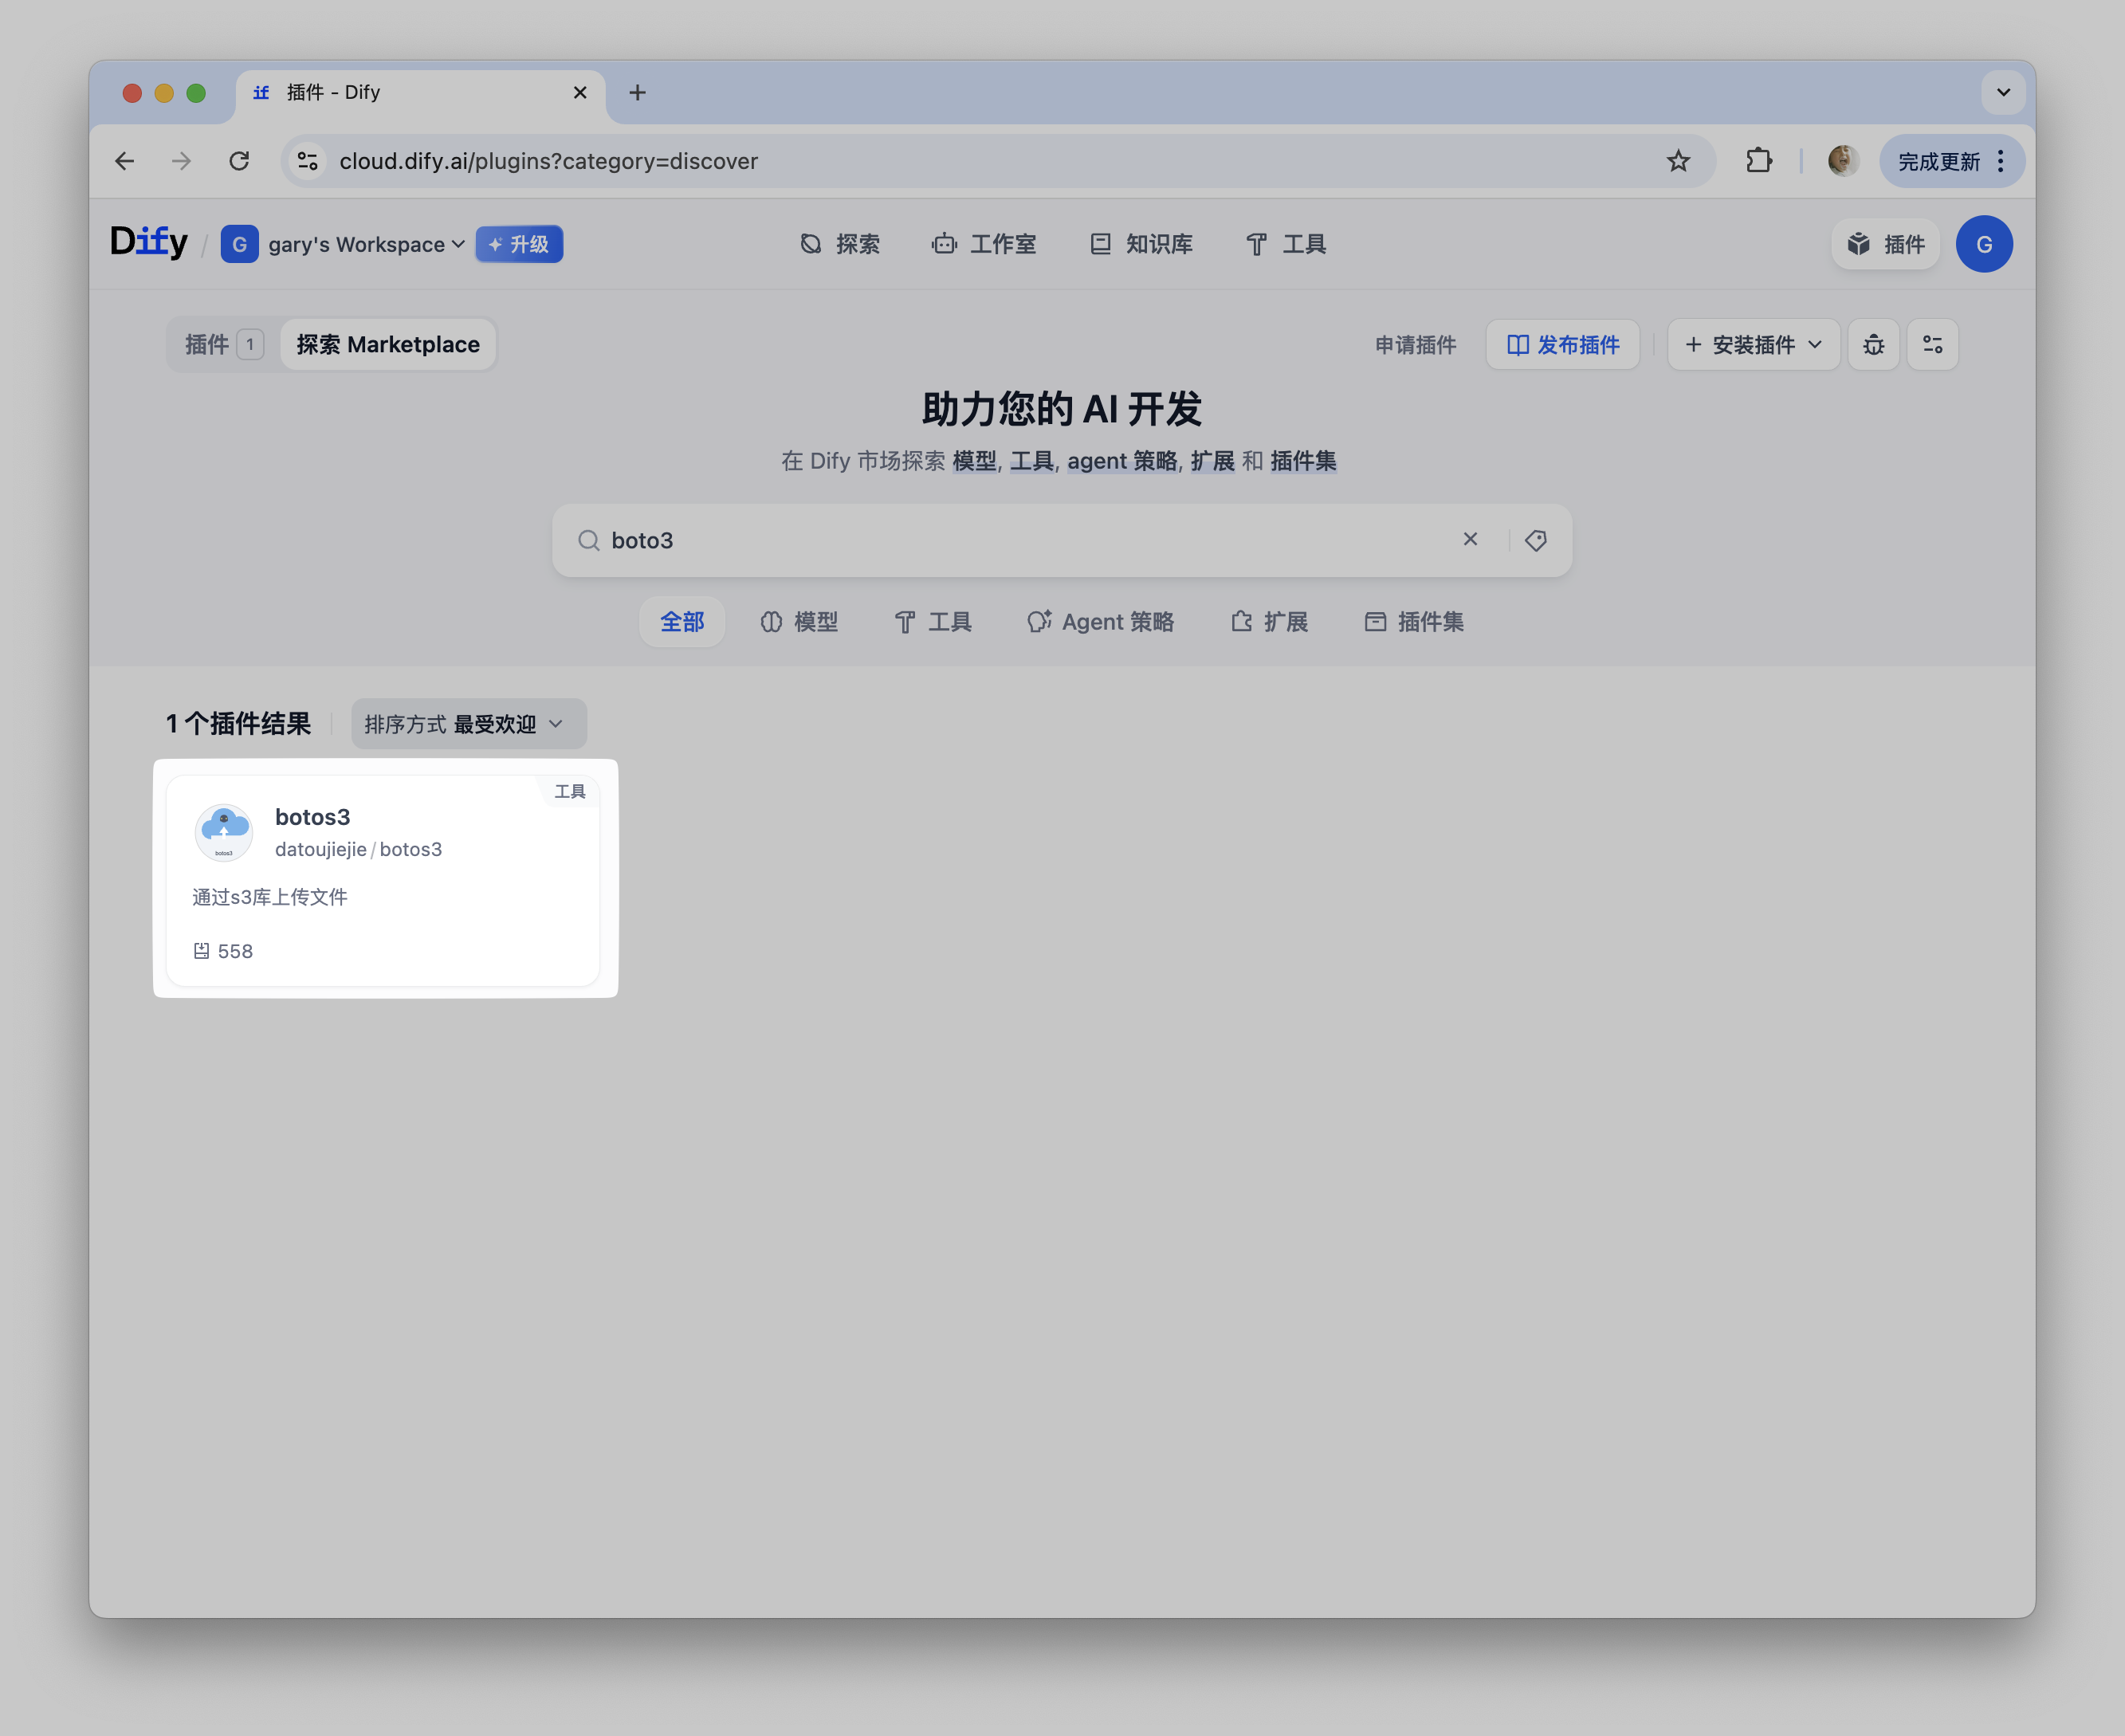 插件 - Dify
cloud.dify.ai/plugins?category=discover
完成更新
Dify / G gary's Workspace 升级
探索 工作室 知识库 工具
插件 G
插件 1 探索 Marketplace
申请插件 发布插件 安装插件
助力您的 AI 开发
在 Dify 市场探索 模型, 工具, agent 策略, 扩展 和 插件集
boto3
全部 模型 工具 Agent 策略 扩展 插件集
1 个插件结果 排序方式 最受欢迎
工具
botos3
datoujiejie / botos3
botos3
通过s3库上传文件
558